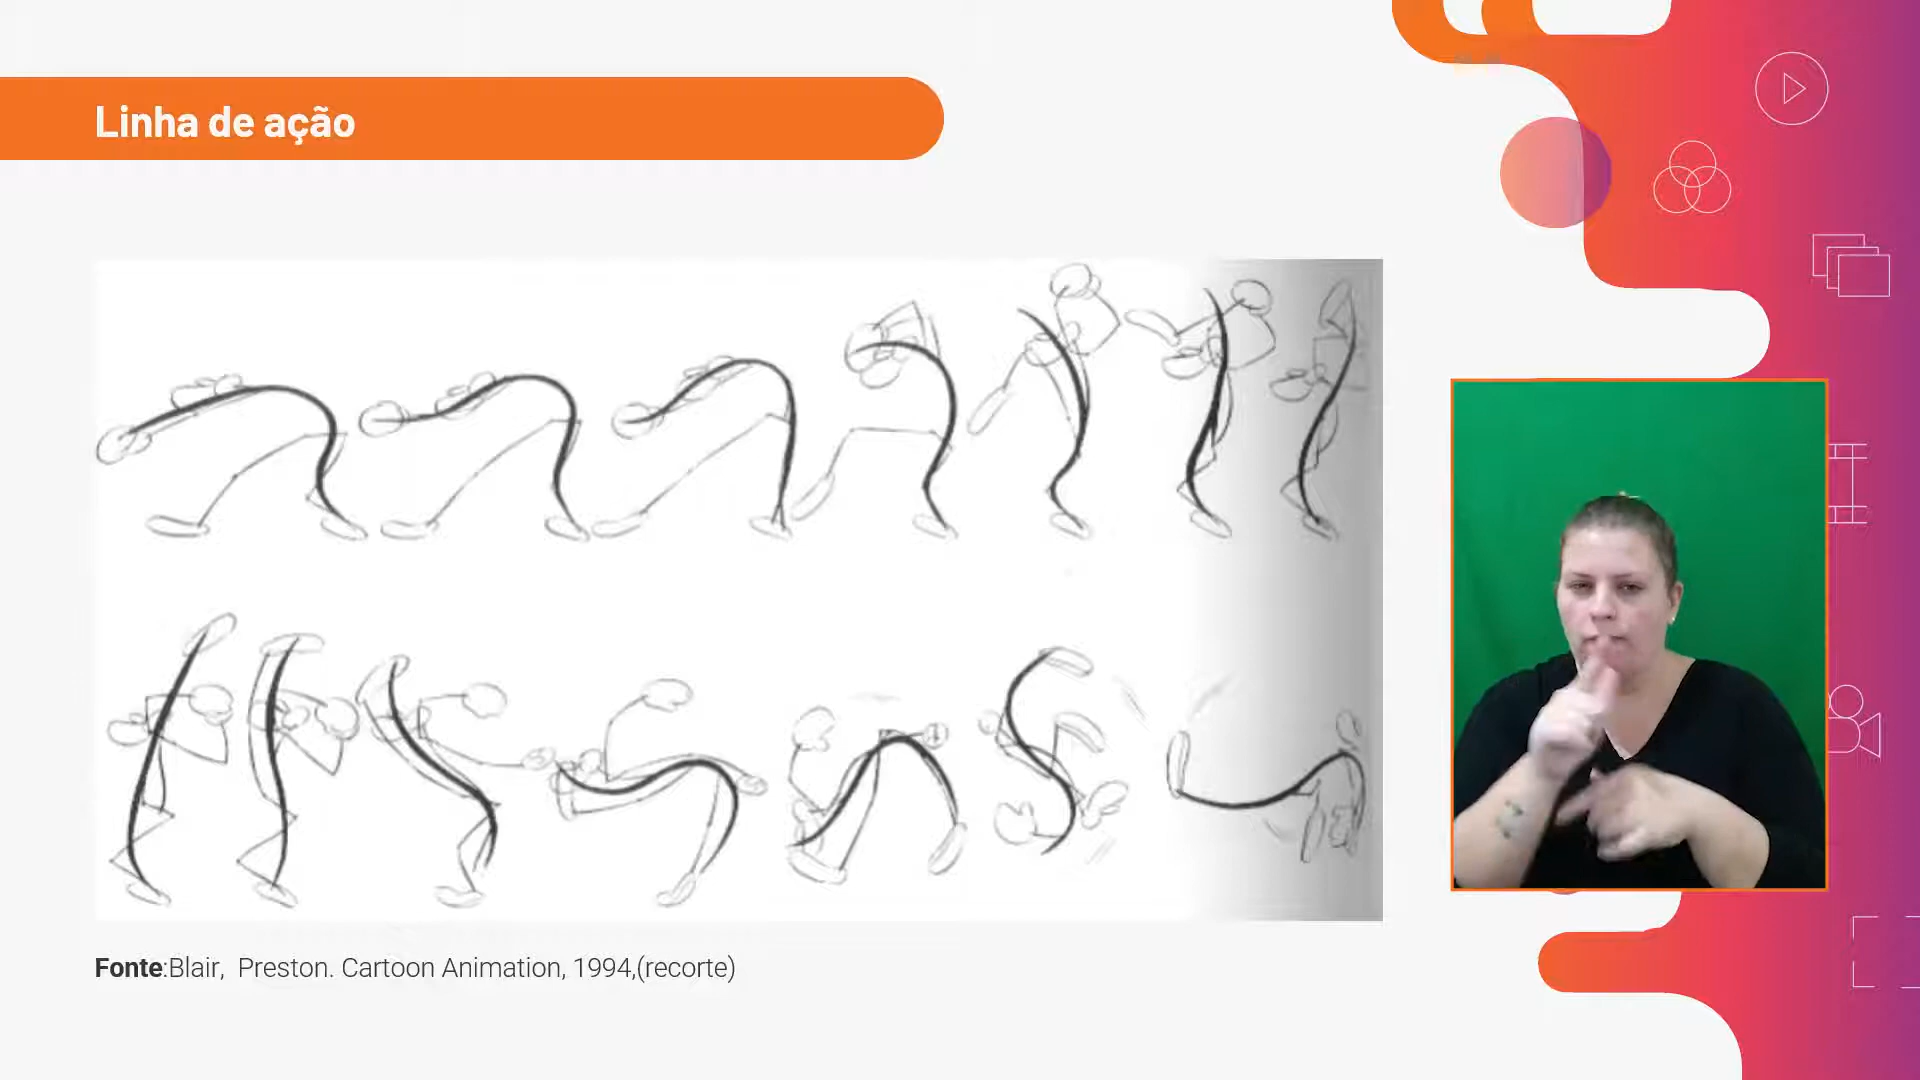 Linha de ação
Fonte:Blair,  Preston. Cartoon Animation, 1994,(recorte)